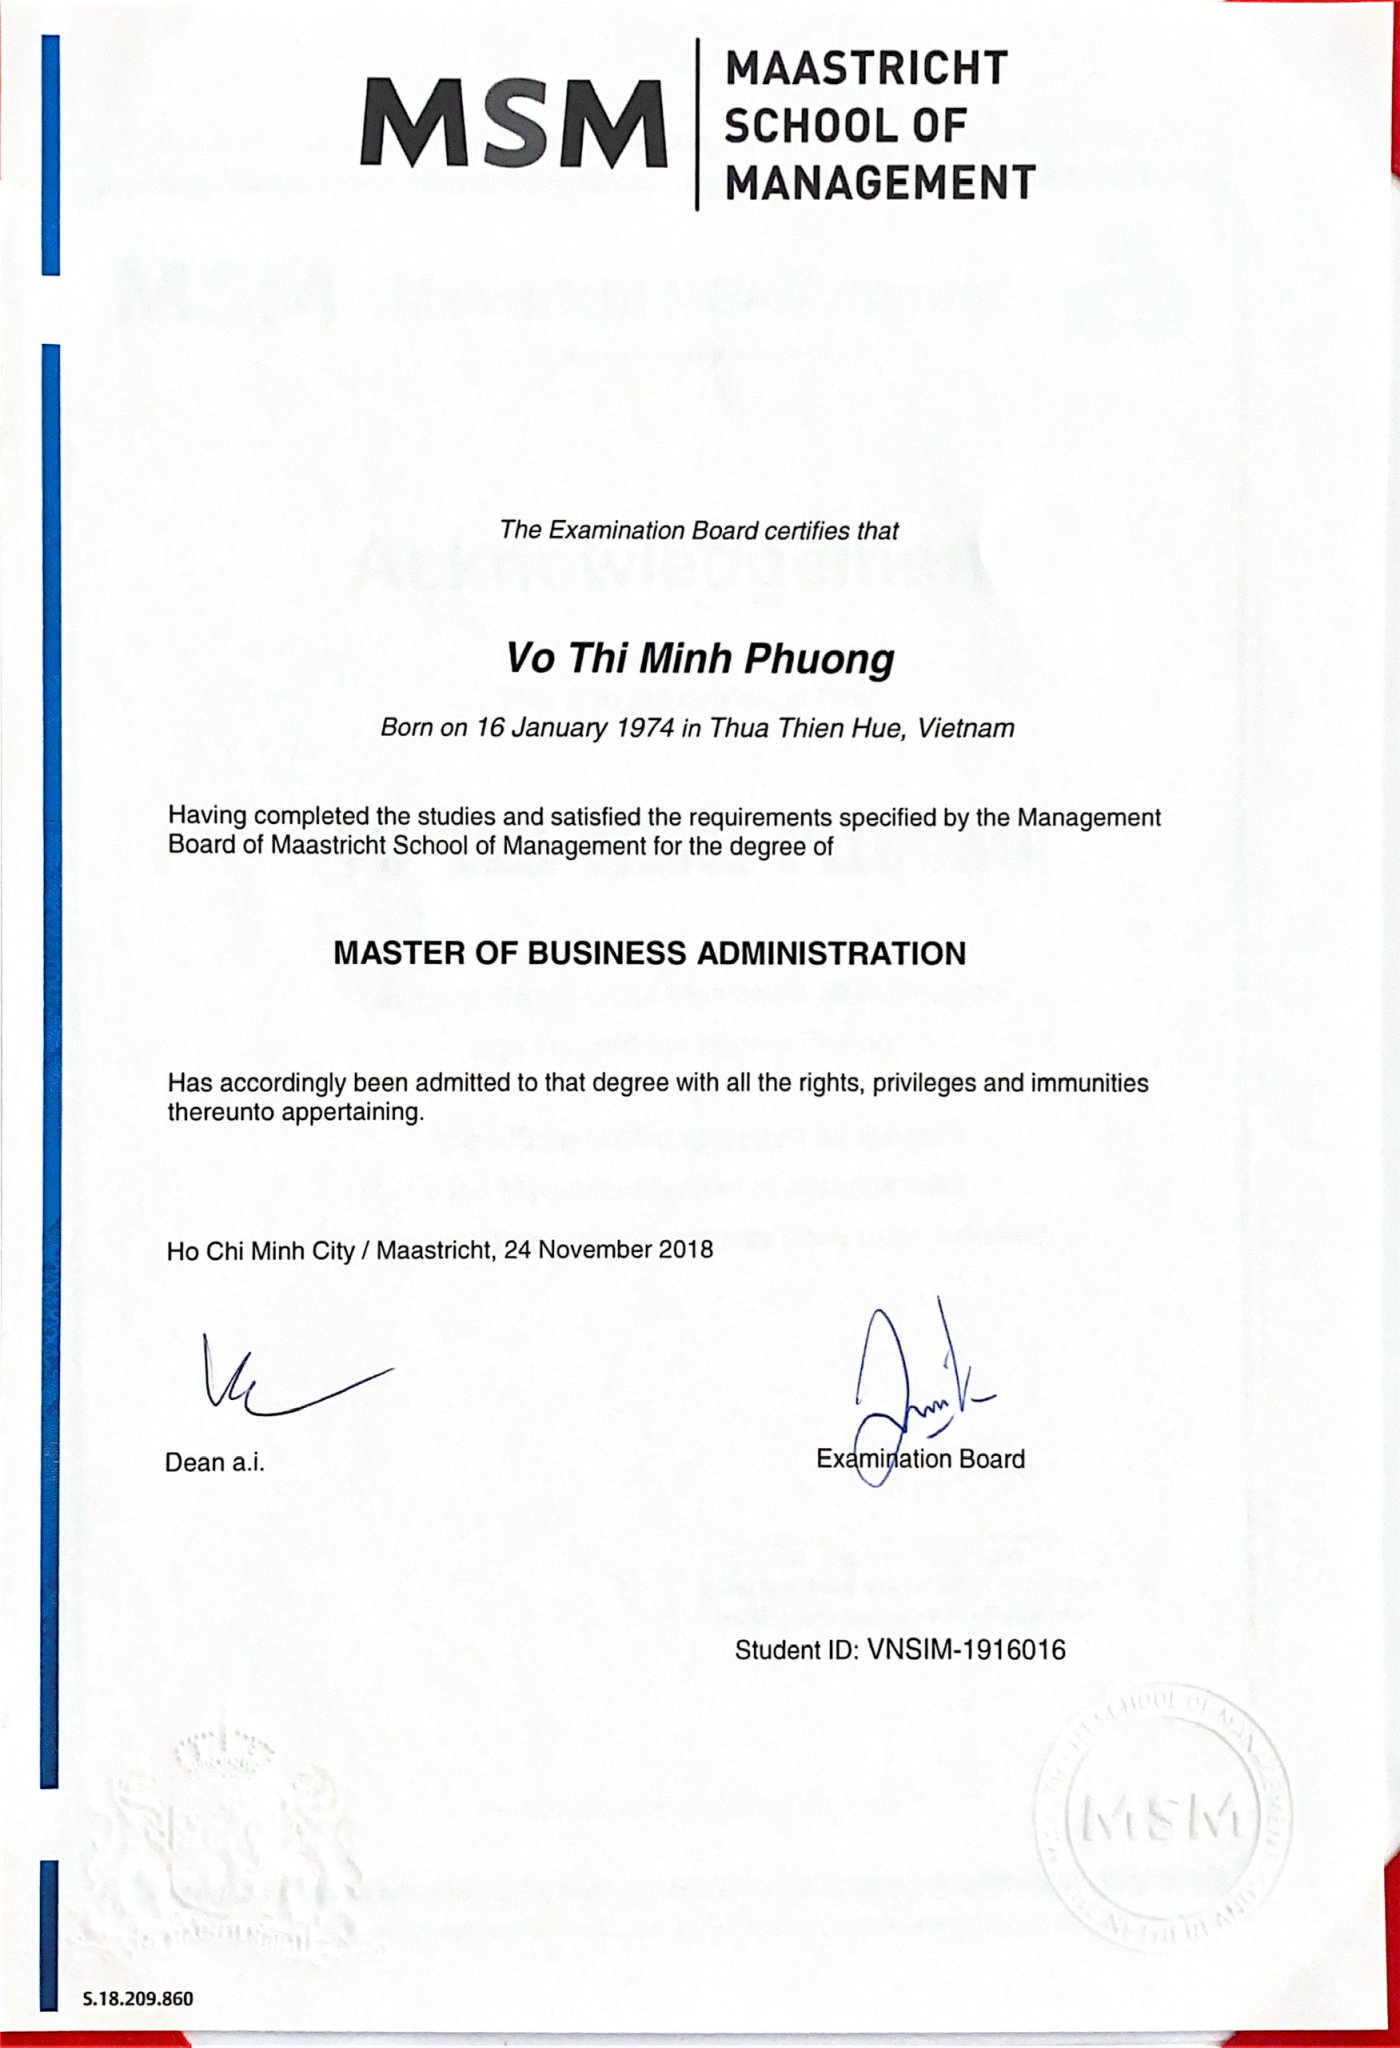 MSM
MAASTRICHT
SCHOOL OF
MANAGEMENT
The Examination Board certifies that
Vo Thi Minh Phuong
Born on 16 January 1974 in Thua Thien Hue, Vietnam
Having completed the studies and satisfied the requirements specified by the Management
Board of Maastricht School of Management for the degree of
MASTER OF BUSINESS ADMINISTRATION
Has accordingly been admitted to that degree with all the rights, privileges and immunities
thereunto appertaining.
Ho Chi Minh City / Maastricht, 24 November 2018
Dean a.i.
Examination Board
Student ID: VNSIM-1916016
SCHOOL OF MANAGEMENT
MSM
S.18.209.860